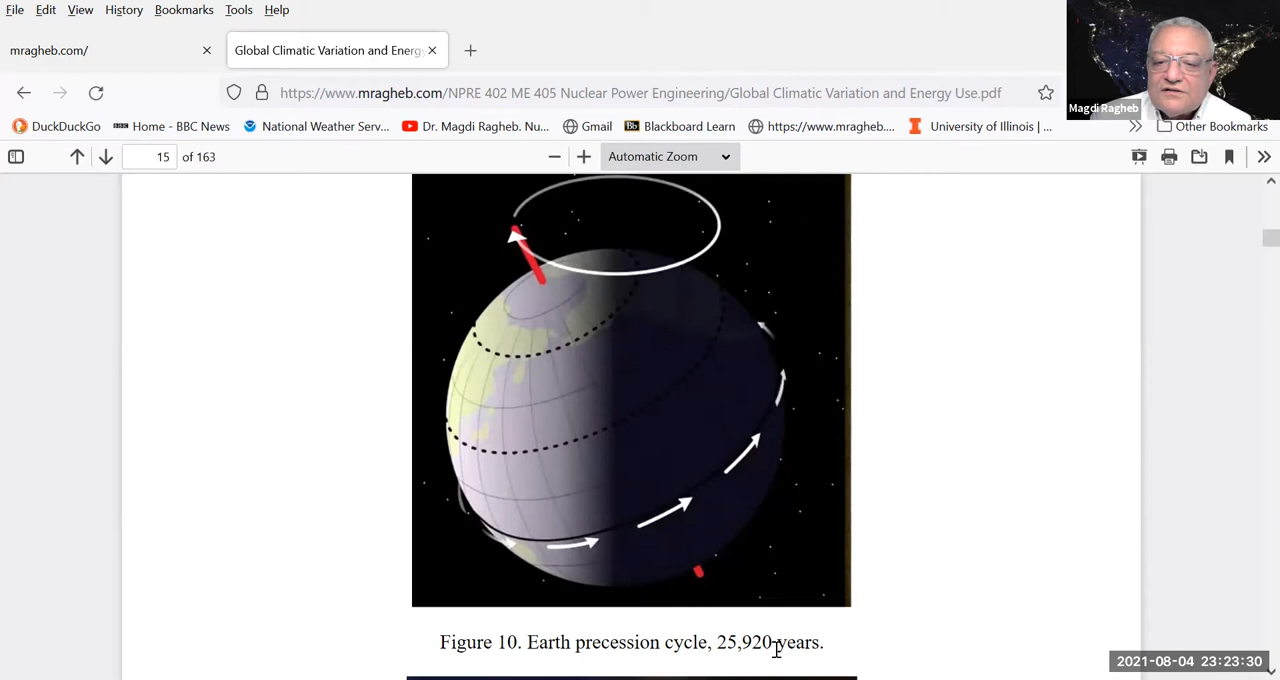 File Edit View History Bookmarks Tools Help
mragheb.com/ Global Climatic Variation and Energ
https://www.mragheb.com/NPRE 402 ME 405 Nuclear Power Engineering/Global Climatic Variation and Energy Use.pdf
Magdi Ragheb
DuckDuckGo BBC Home - BBC News National Weather Serv... Dr. Magdi Ragheb. Nu... Gmail Bb Blackboard Learn https://www.mragheb.... University of Illinois | ... Other Bookmarks
15 of 163 Automatic Zoom
Figure 10. Earth precession cycle, 25,920 years.
2021-08-04 23:23:30